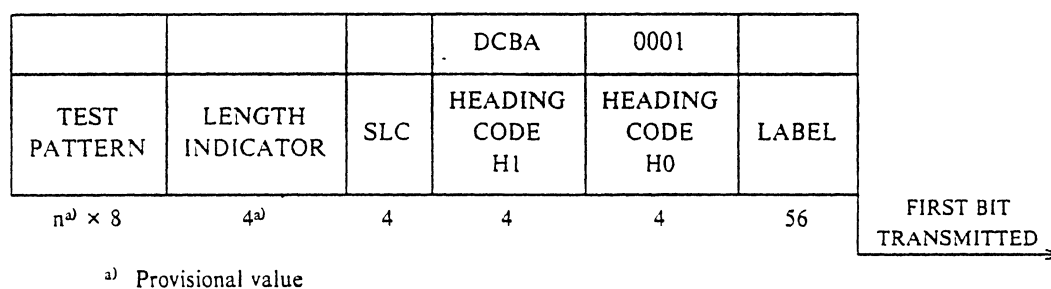 DCBA 0001
TEST PATTERN LENGTH INDICATOR SLC HEADING CODE H1 HEADING CODE H0 LABEL
n^a) × 8 4^a) 4 4 4 56
FIRST BIT
TRANSMITTED
a) Provisional value